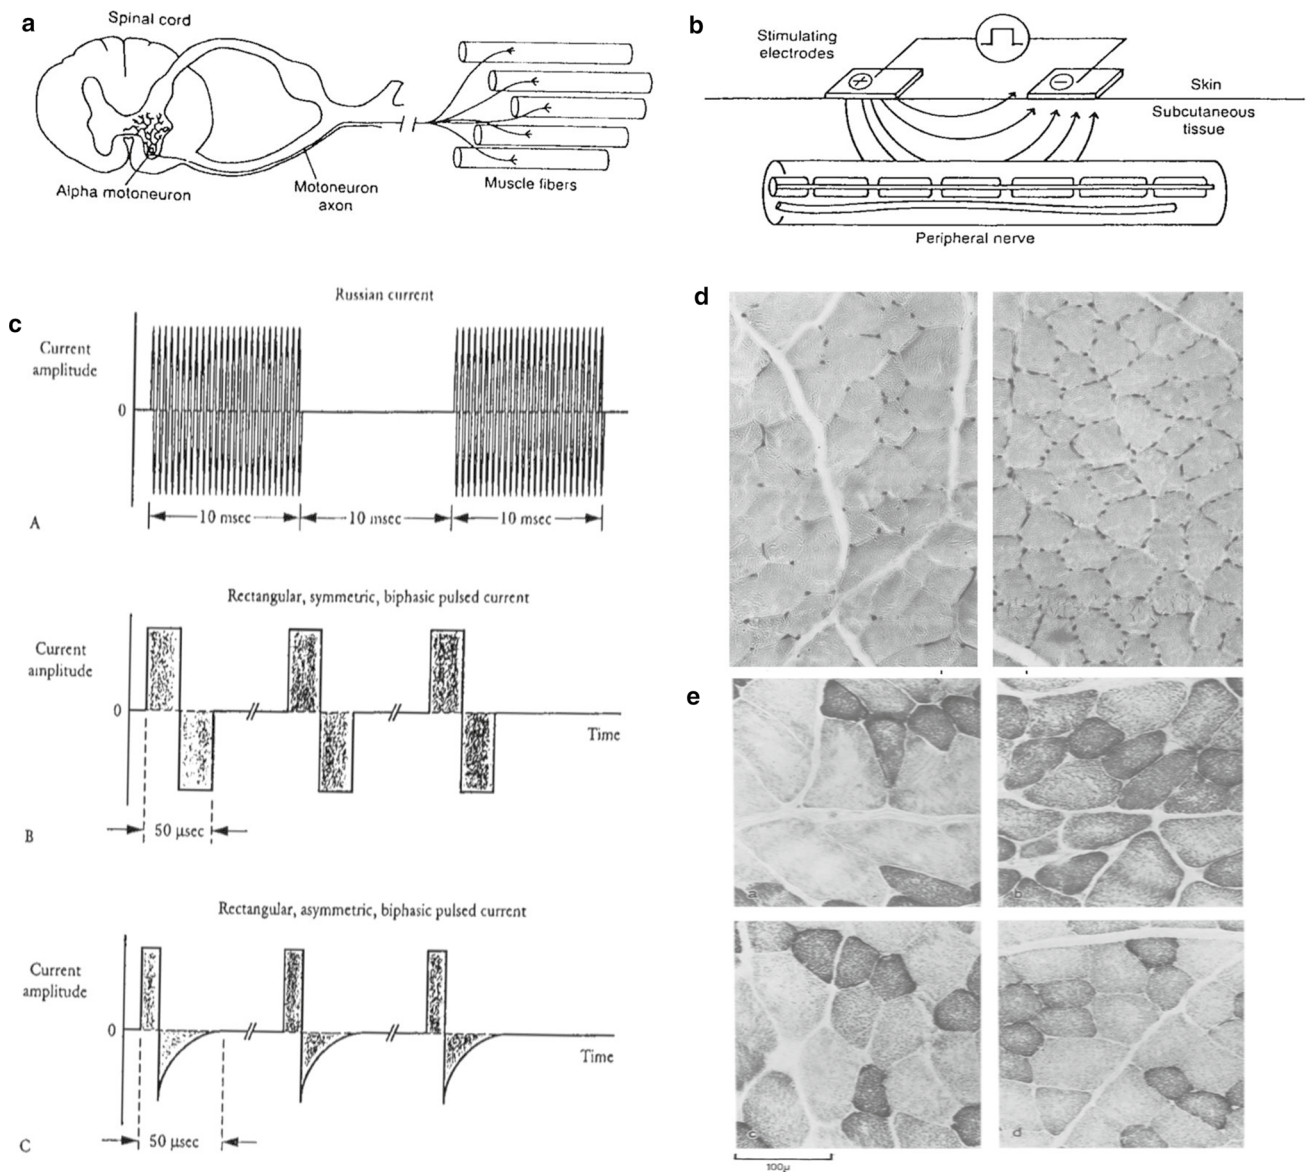 a
Spinal cord
Alpha motoneuron
Motoneuron
axon
Muscle fibers
b
Stimulating
electrodes
Skin
Subcutaneous
tissue
Peripheral nerve
c
Russian current
Current
amplitude
0
10 msec
10 msec
10 msec
A
Rectangular, symmetric, biphasic pulsed current
Current
amplitude
0
Time
50 μsec
B
Rectangular, asymmetric, biphasic pulsed current
Current
amplitude
0
Time
50 μsec
C
d
e
a
b
c
d
100μ